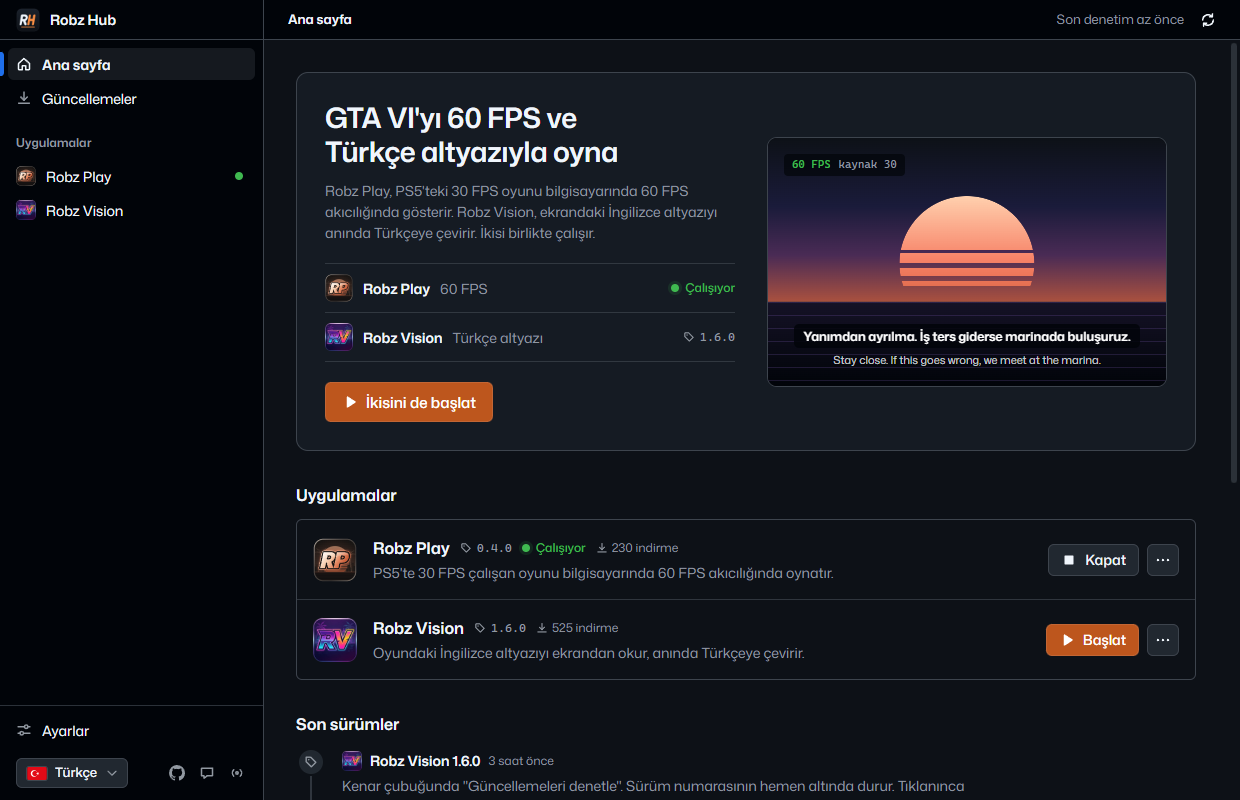 RH Robz Hub
Ana sayfa
Güncellemeler
Uygulamalar
RP Robz Play
RV Robz Vision
Ayarlar
Türkçe
Ana sayfa
Son denetim az önce
GTA VI'yı 60 FPS ve
Türkçe altyazıyla oyna
Robz Play, PS5'teki 30 FPS oyunu bilgisayarında 60 FPS
akıcılığında gösterir. Robz Vision, ekrandaki İngilizce altyazıyı
anında Türkçeye çevirir. İkisi birlikte çalışır.
RP Robz Play 60 FPS Çalışıyor
RV Robz Vision Türkçe altyazı 1.6.0
İkisini de başlat
60 FPS kaynak 30
Yanımdan ayrılma. İş ters giderse marinada buluşuruz.
Stay close. If this goes wrong, we meet at the marina.
Uygulamalar
RP Robz Play 0.4.0 Çalışıyor 230 indirme
PS5'te 30 FPS çalışan oyunu bilgisayarında 60 FPS akıcılığında oynatır.
Kapat
RV Robz Vision 1.6.0 525 indirme
Oyundaki İngilizce altyazıyı ekrandan okur, anında Türkçeye çevirir.
Başlat
Son sürümler
RV Robz Vision 1.6.0 3 saat önce
Kenar çubuğunda "Güncellemeleri denetle". Sürüm numarasının hemen altında durur. Tıklanınca